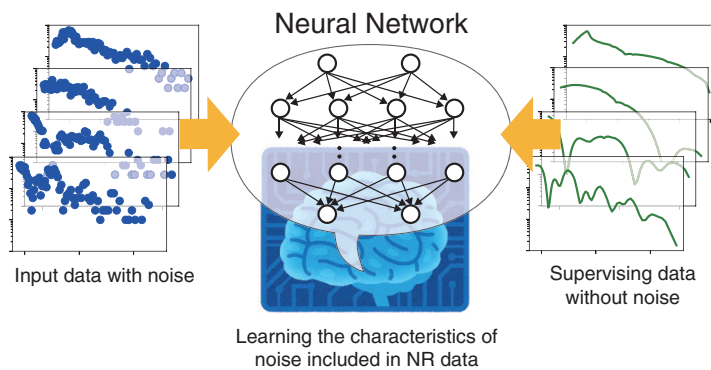 Neural Network
Input data with noise
Supervising data
without noise
Learning the characteristics of
noise included in NR data